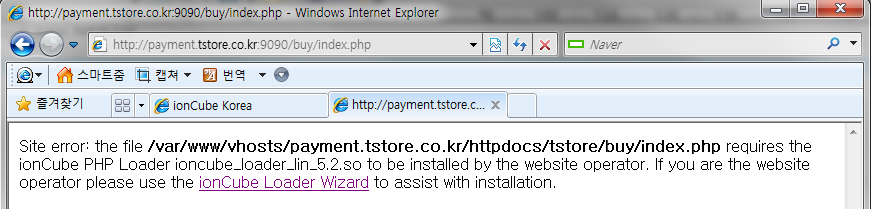 http://payment.tstore.co.kr:9090/buy/index.php - Windows Internet Explorer
http://payment.tstore.co.kr:9090/buy/index.php
Naver
스마트줌 캡쳐 번역
즐겨찾기 ionCube Korea http://payment.tstore.c...
Site error: the file /var/www/vhosts/payment.tstore.co.kr/httpdocs/tstore/buy/index.php requires the
ionCube PHP Loader ioncube_loader_lin_5.2.so to be installed by the website operator. If you are the website
operator please use the ionCube Loader Wizard to assist with installation.